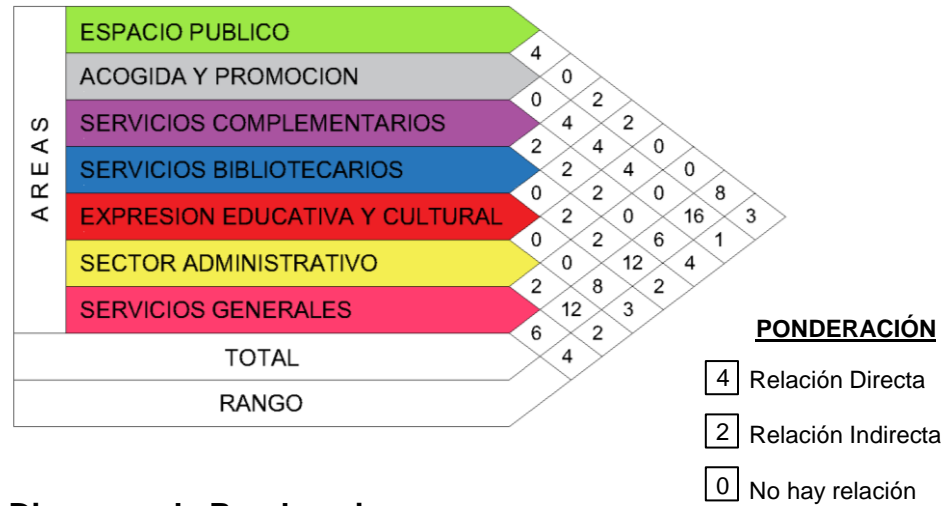 AREAS
ESPACIO PUBLICO
4
ACOGIDA Y PROMOCION 0
0 2
SERVICIOS COMPLEMENTARIOS 4 2
2 4 0
SERVICIOS BIBLIOTECARIOS 2 4 0
0 2 0 8
EXPRESION EDUCATIVA Y CULTURAL 2 0 16 3
0 2 6 1
SECTOR ADMINISTRATIVO 0 12 4
2 8 2
SERVICIOS GENERALES 12 3
6 2
TOTAL 4
RANGO
PONDERACIÓN
4 Relación Directa
2 Relación Indirecta
0 No hay relación